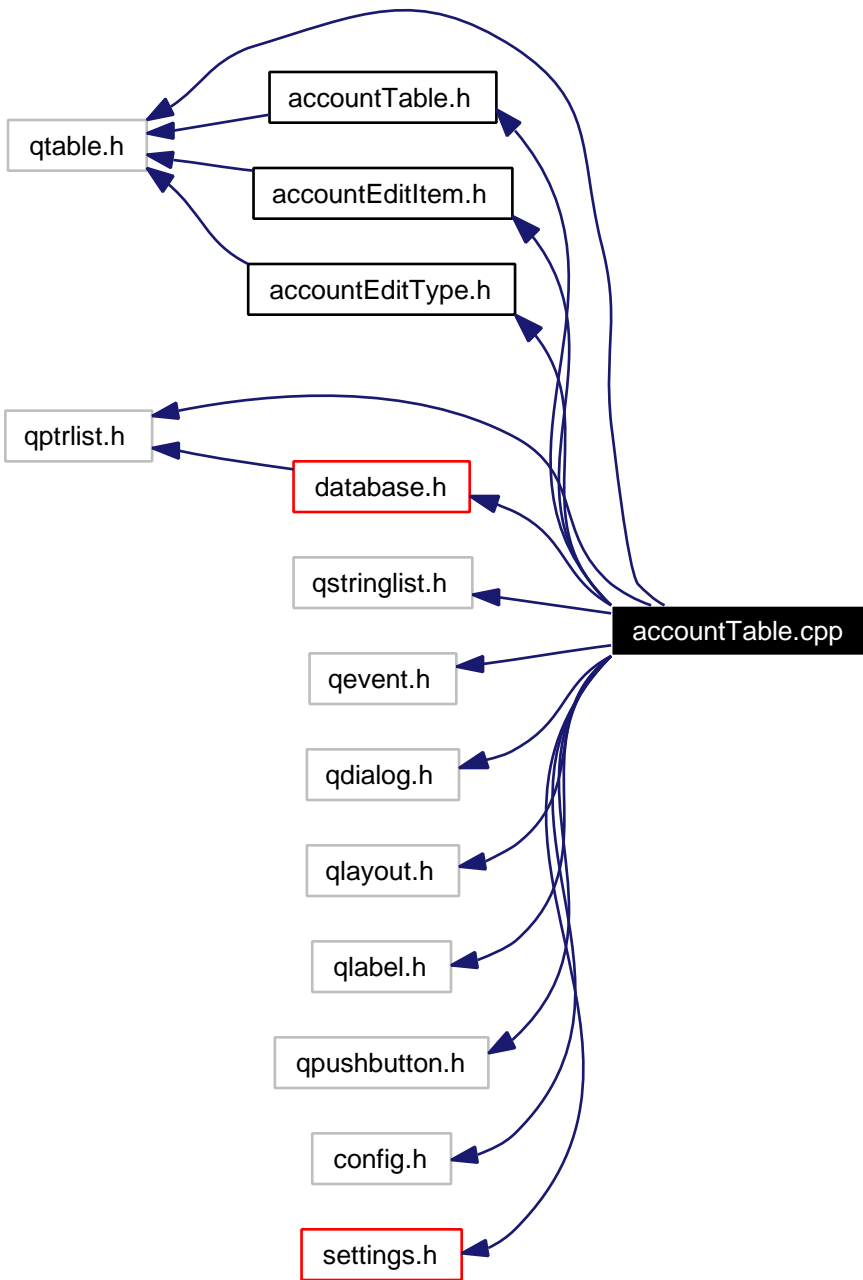 accountTable.h
qtable.h
accountEditItem.h
accountEditType.h
qptrlist.h
database.h
qstringlist.h
accountTable.cpp
qevent.h
qdialog.h
qlayout.h
qlabel.h
qpushbutton.h
config.h
settings.h